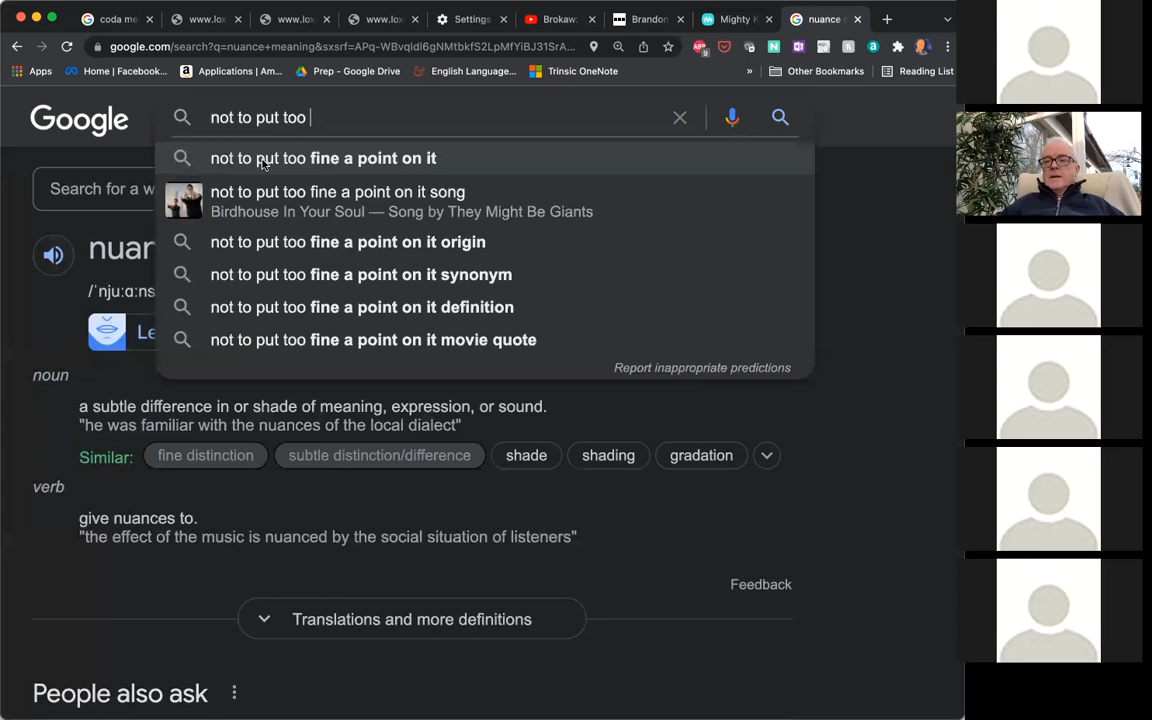 coda me
www.lox
www.lox
www.lox
Settings
Brokaw:
Brandon
Mighty K
nuance r
google.com/search?q=nuance+meaning&sxsrf=APq-WBvqldl6gNMtbkfS2LpMfYiBJ31SrA...
Apps
Home | Facebook...
Applications | Am...
Prep - Google Drive
English Language...
Trinsic OneNote
»
Other Bookmarks
Reading List
Google
not to put too
not to put too fine a point on it
Search for a w
not to put too fine a point on it song
Birdhouse In Your Soul — Song by They Might Be Giants
nuan
not to put too fine a point on it origin
not to put too fine a point on it synonym
/ˈnjuːɑːns
not to put too fine a point on it definition
Le
not to put too fine a point on it movie quote
Report inappropriate predictions
noun
a subtle difference in or shade of meaning, expression, or sound.
"he was familiar with the nuances of the local dialect"
Similar: fine distinction subtle distinction/difference shade shading gradation
verb
give nuances to.
"the effect of the music is nuanced by the social situation of listeners"
Feedback
Translations and more definitions
People also ask